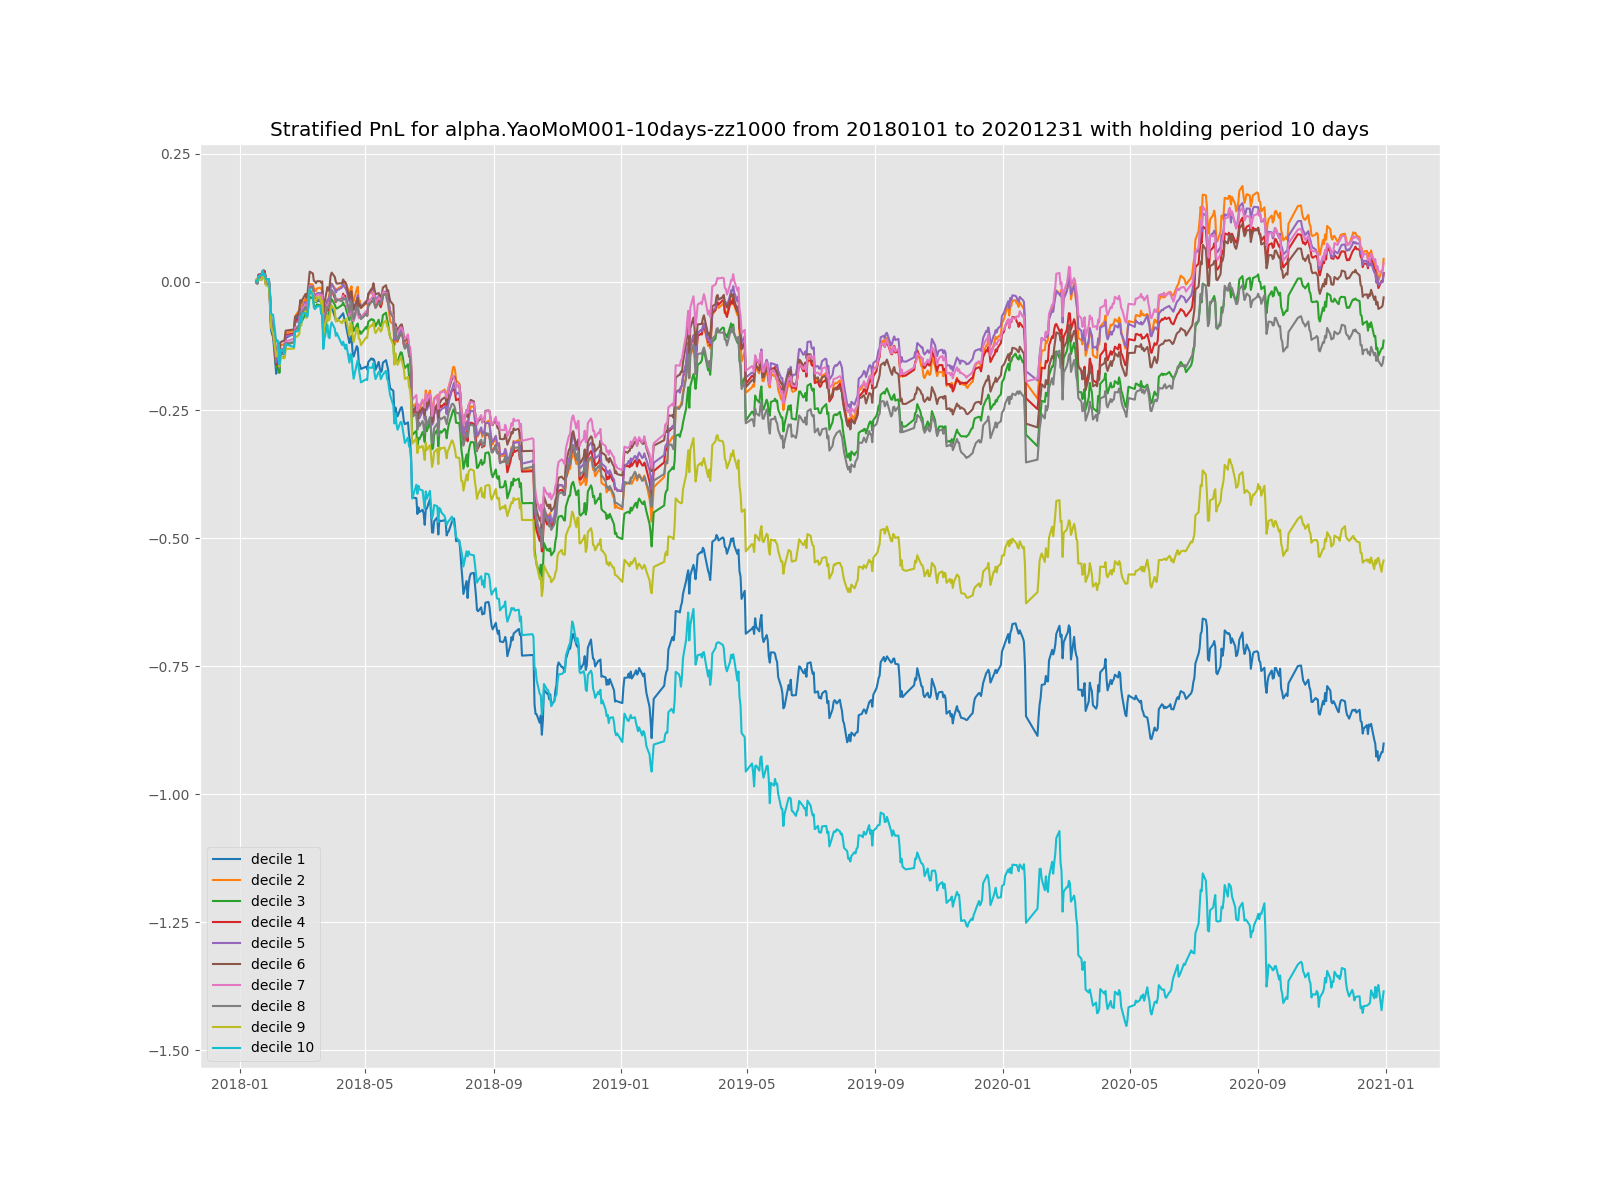 Stratified PnL for alpha.YaoMoM001-10days-zz1000 from 20180101 to 20201231 with holding period 10 days
0.25
0.00
−0.25
−0.50
−0.75
−1.00
−1.25
−1.50
decile 1
decile 2
decile 3
decile 4
decile 5
decile 6
decile 7
decile 8
decile 9
decile 10
2018-01 2018-05 2018-09 2019-01 2019-05 2019-09 2020-01 2020-05 2020-09 2021-01